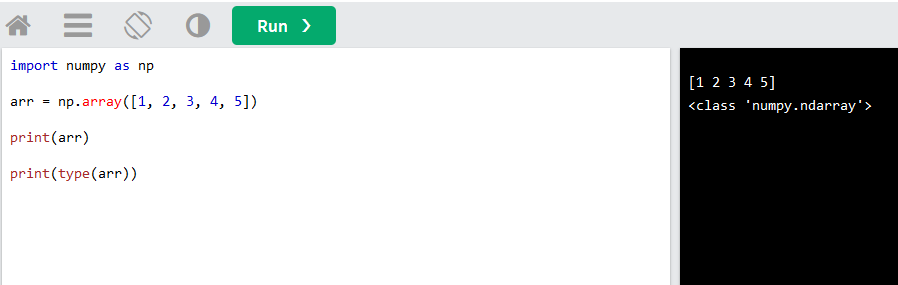 Run ❯
import numpy as np
arr = np.array([1, 2, 3, 4, 5])
print(arr)
print(type(arr))
[1 2 3 4 5]
<class 'numpy.ndarray'>